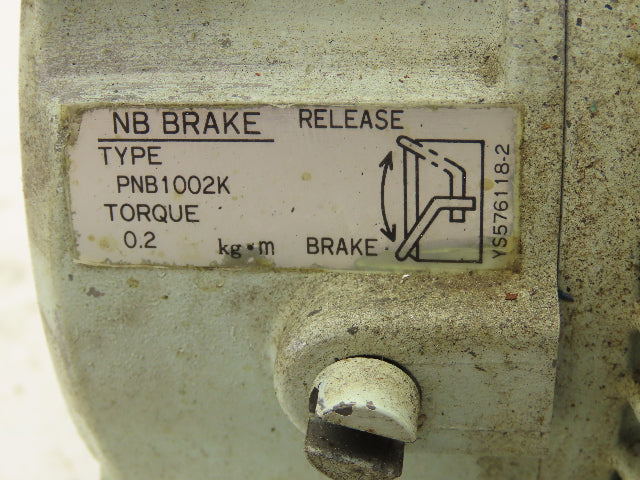 NB BRAKE
TYPE
PNB1002K
TORQUE
0.2 kg•m
RELEASE
BRAKE
YS576118-2